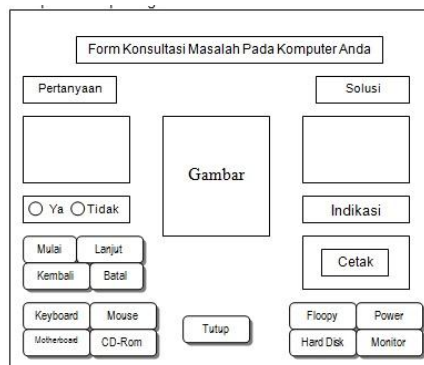 Form Konsultasi Masalah Pada Komputer Anda
Pertanyaan
Solusi
Gambar
Ya Tidak
Indikasi
Mulai Lanjut
Kembali Batal
Cetak
Keyboard Mouse
Motherboard CD-Rom
Tutup
Floopy Power
Hard Disk Monitor